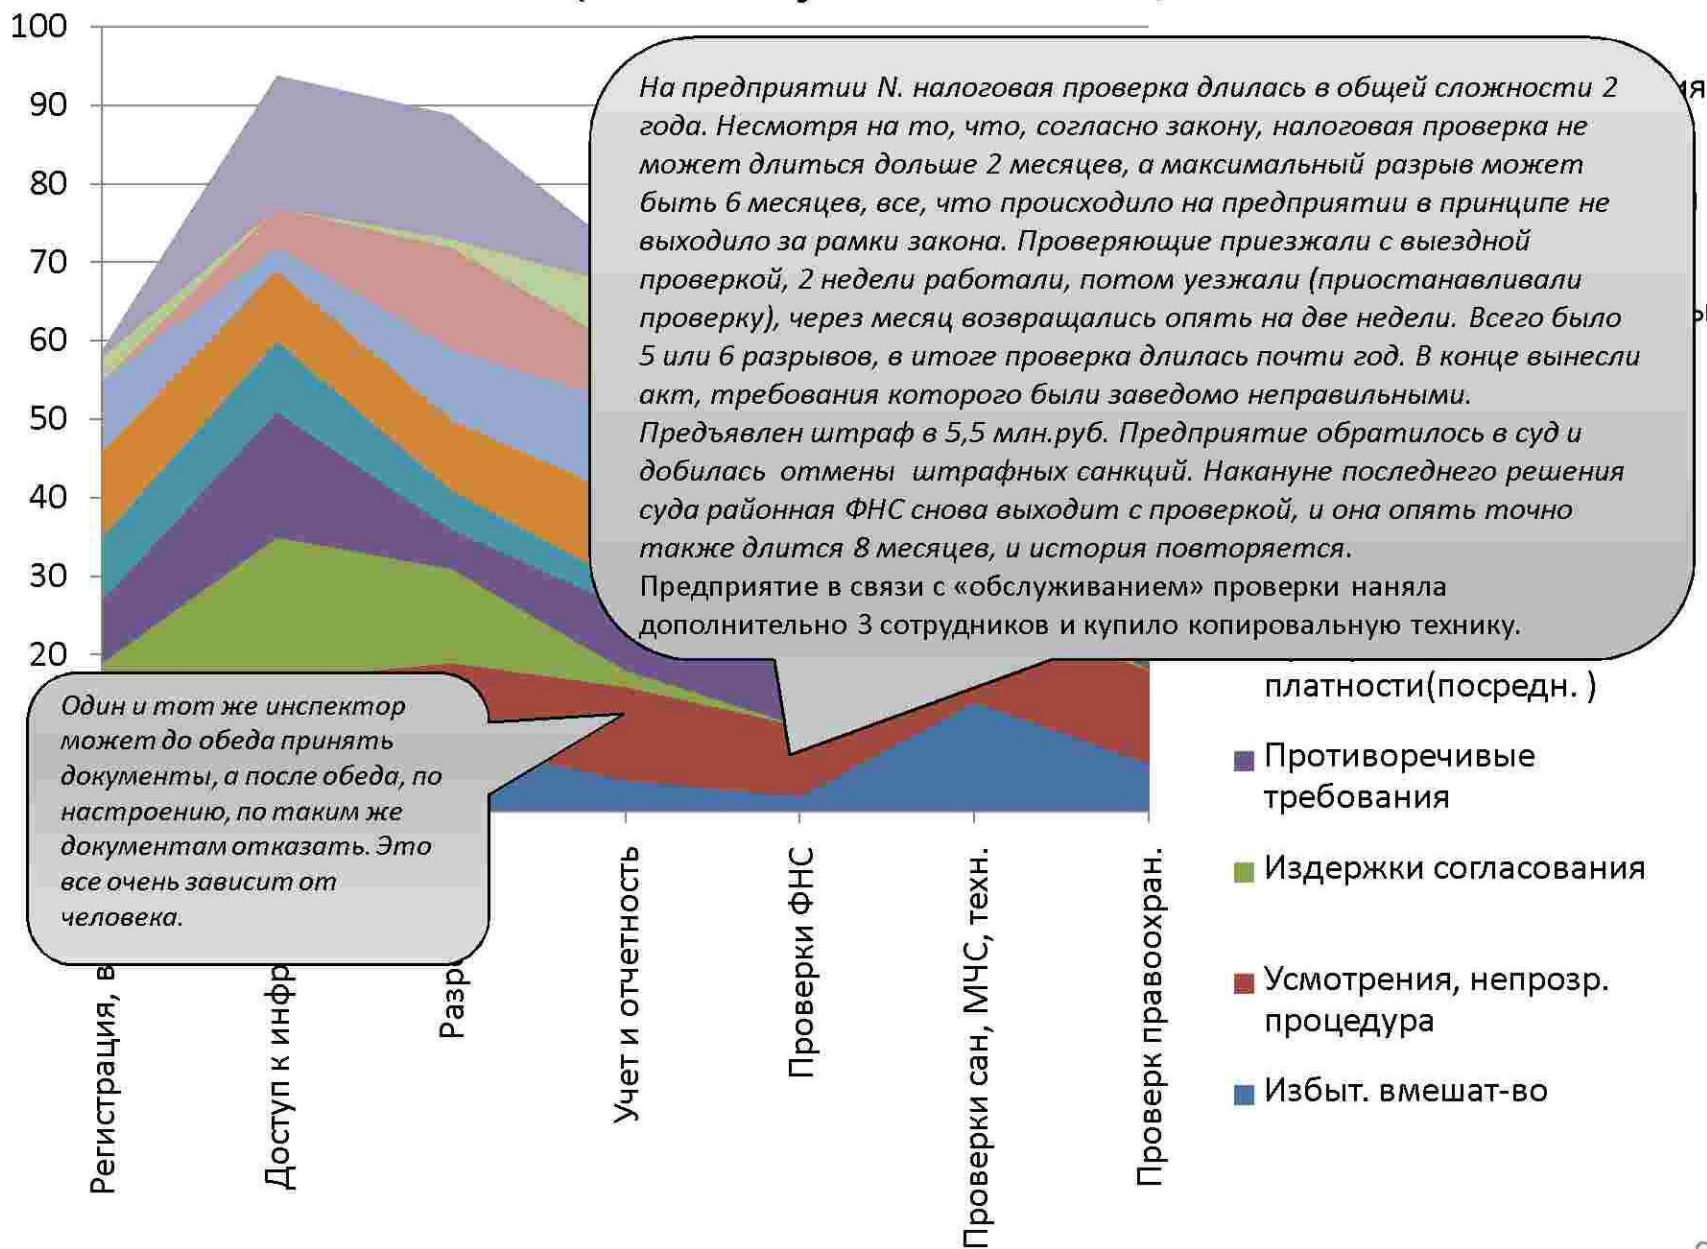 100
90
80
70
60
50
40
30
20
На предприятии N. налоговая проверка длилась в общей сложности 2
года. Несмотря на то, что, согласно закону, налоговая проверка не
может длиться дольше 2 месяцев, а максимальный разрыв может
быть 6 месяцев, все, что происходило на предприятии в принципе не
выходило за рамки закона. Проверяющие приезжали с выездной
проверкой, 2 недели работали, потом уезжали (приостанавливали
проверку), через месяц возвращались опять на две недели. Всего было
5 или 6 разрывов, в итоге проверка длилась почти год. В конце вынесли
акт, требования которого были заведомо неправильными.
Предъявлен штраф в 5,5 млн.руб. Предприятие обратилось в суд и
добилась отмены штрафных санкций. Накануне последнего решения
суда районная ФНС снова выходит с проверкой, и она опять точно
также длится 8 месяцев, и история повторяется.
Предприятие в связи с «обслуживанием» проверки наняла
дополнительно 3 сотрудников и купило копировальную технику.
Один и тот же инспектор
может до обеда принять
документы, а после обеда, по
настроению, по таким же
документам отказать. Это
все очень зависит от
человека.
платности(посредн. )
Противоречивые
требования
Издержки согласования
Усмотрения, непрозр.
процедура
Избыт. вмешат-во
Регистрация, в
Доступ к инфр
Разр
Учет и отчетность
Проверки ФНС
Проверки сан, МЧС, техн.
Проверк правоохран.